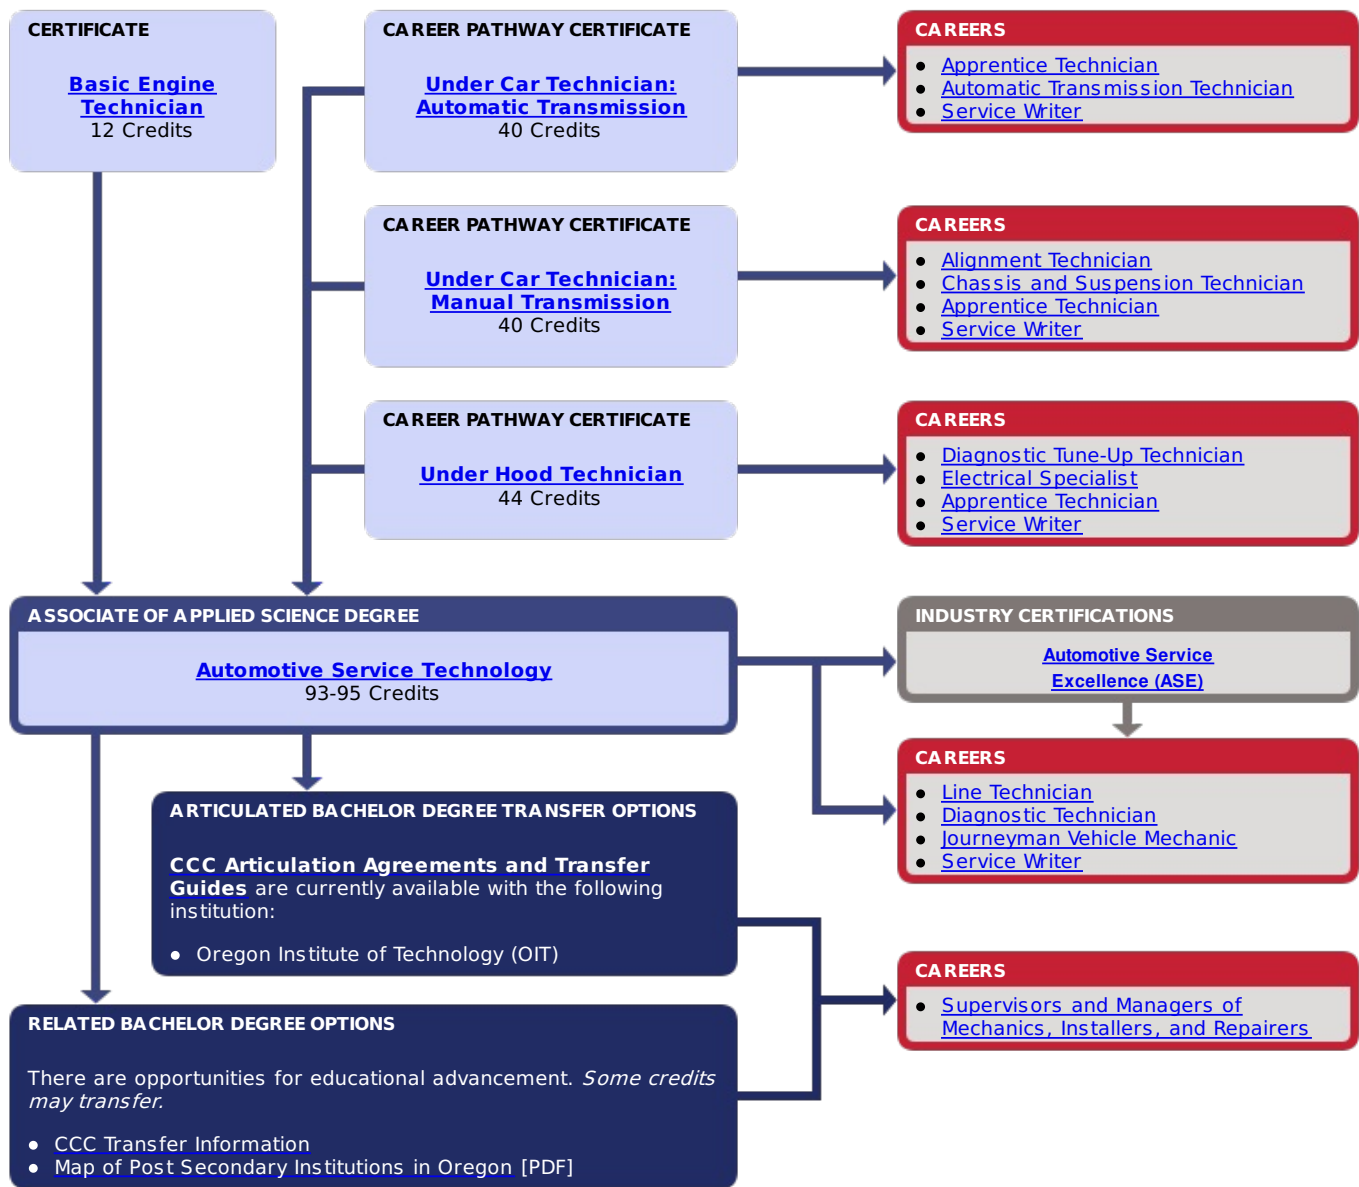 CERTIFICATE
Basic Engine
Technician
12 Credits
CAREER PATHWAY CERTIFICATE
Under Car Technician:
Automatic Transmission
40 Credits
CAREERS
● Apprentice Technician
● Automatic Transmission Technician
● Service Writer
CAREER PATHWAY CERTIFICATE
Under Car Technician:
Manual Transmission
40 Credits
CAREERS
● Alignment Technician
● Chassis and Suspension Technician
● Apprentice Technician
● Service Writer
CAREER PATHWAY CERTIFICATE
Under Hood Technician
44 Credits
CAREERS
● Diagnostic Tune-Up Technician
● Electrical Specialist
● Apprentice Technician
● Service Writer
ASSOCIATE OF APPLIED SCIENCE DEGREE
Automotive Service Technology
93-95 Credits
INDUSTRY CERTIFICATIONS
Automotive Service
Excellence (ASE)
CAREERS
● Line Technician
● Diagnostic Technician
● Journeyman Vehicle Mechanic
● Service Writer
ARTICULATED BACHELOR DEGREE TRANSFER OPTIONS
CCC Articulation Agreements and Transfer
Guides are currently available with the following
institution:
● Oregon Institute of Technology (OIT)
CAREERS
● Supervisors and Managers of
Mechanics, Installers, and Repairers
RELATED BACHELOR DEGREE OPTIONS
There are opportunities for educational advancement. Some credits
may transfer.
● CCC Transfer Information
● Map of Post Secondary Institutions in Oregon [PDF]